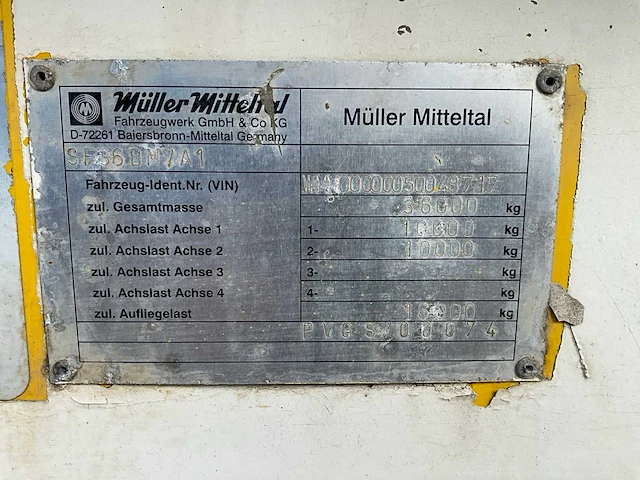 Müller Mitteltal
Fahrzeugwerk GmbH & Co KG
D-72261 Baiersbronn-Mitteltal Germany
Müller Mitteltal
Fahrzeug-Ident.Nr. (VIN)
zul. Gesamtmasse kg
zul. Achslast Achse 1 1- 10000 kg
zul. Achslast Achse 2 2- 10000 kg
zul. Achslast Achse 3 3- kg
zul. Achslast Achse 4 4- kg
zul. Aufliegelast kg